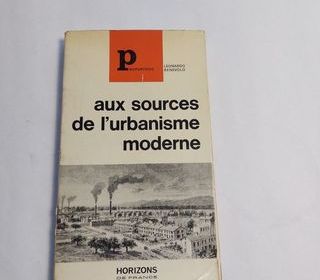 p
LEONARDO
BENEVOLO
aux sources
de l'urbanisme
moderne
HORIZONS
DE FRANCE